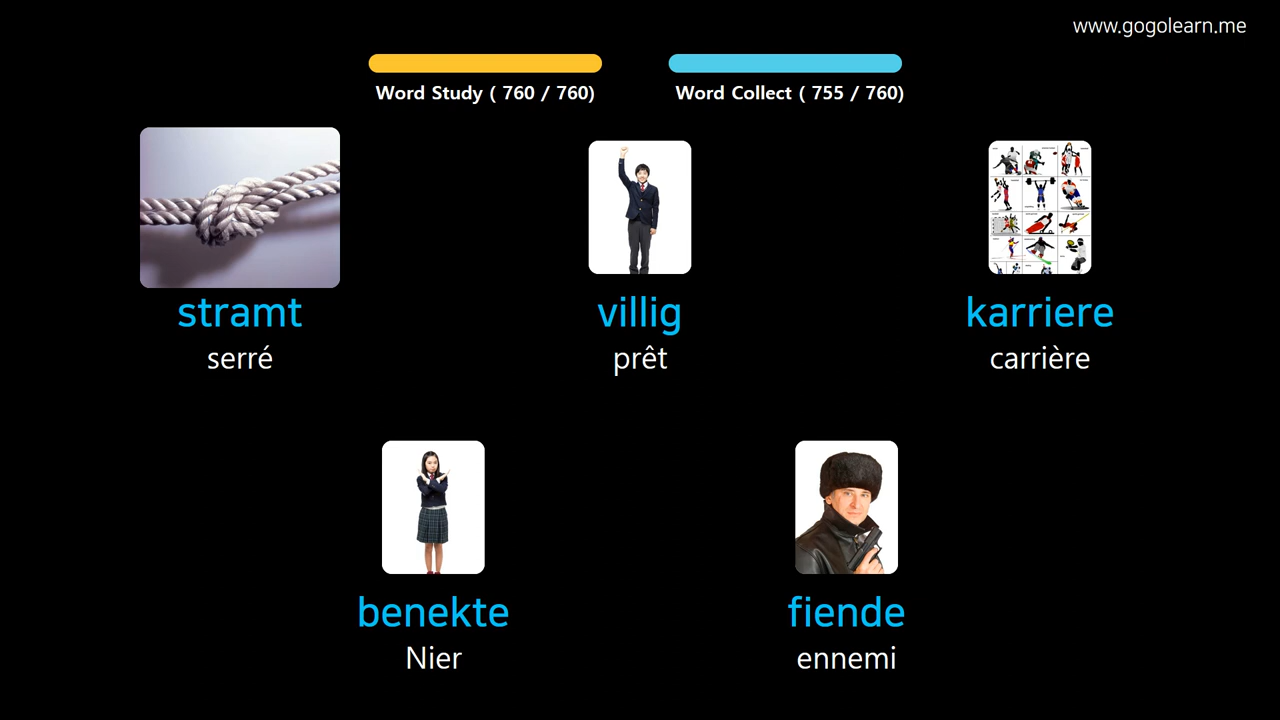 www.gogolearn.me
Word Study ( 760 / 760)
Word Collect ( 755 / 760)
stramt
serré
villig
prêt
karriere
carrière
benekte
Nier
fiende
ennemi